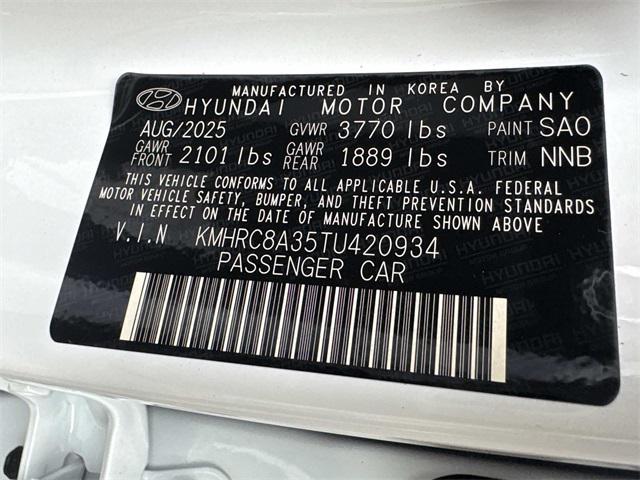 MANUFACTURED IN KOREA BY
HYUNDAI MOTOR COMPANY
AUG/2025 GVWR 3770 lbs PAINT SAO
GAWR FRONT 2101 lbs GAWR REAR 1889 lbs TRIM NNB
THIS VEHICLE CONFORMS TO ALL APPLICABLE U.S.A. FEDERAL
MOTOR VEHICLE SAFETY, BUMPER, AND THEFT PREVENTION STANDARDS
IN EFFECT ON THE DATE OF MANUFACTURE SHOWN ABOVE
V.I.N KMHRC8A35TU420934
PASSENGER CAR